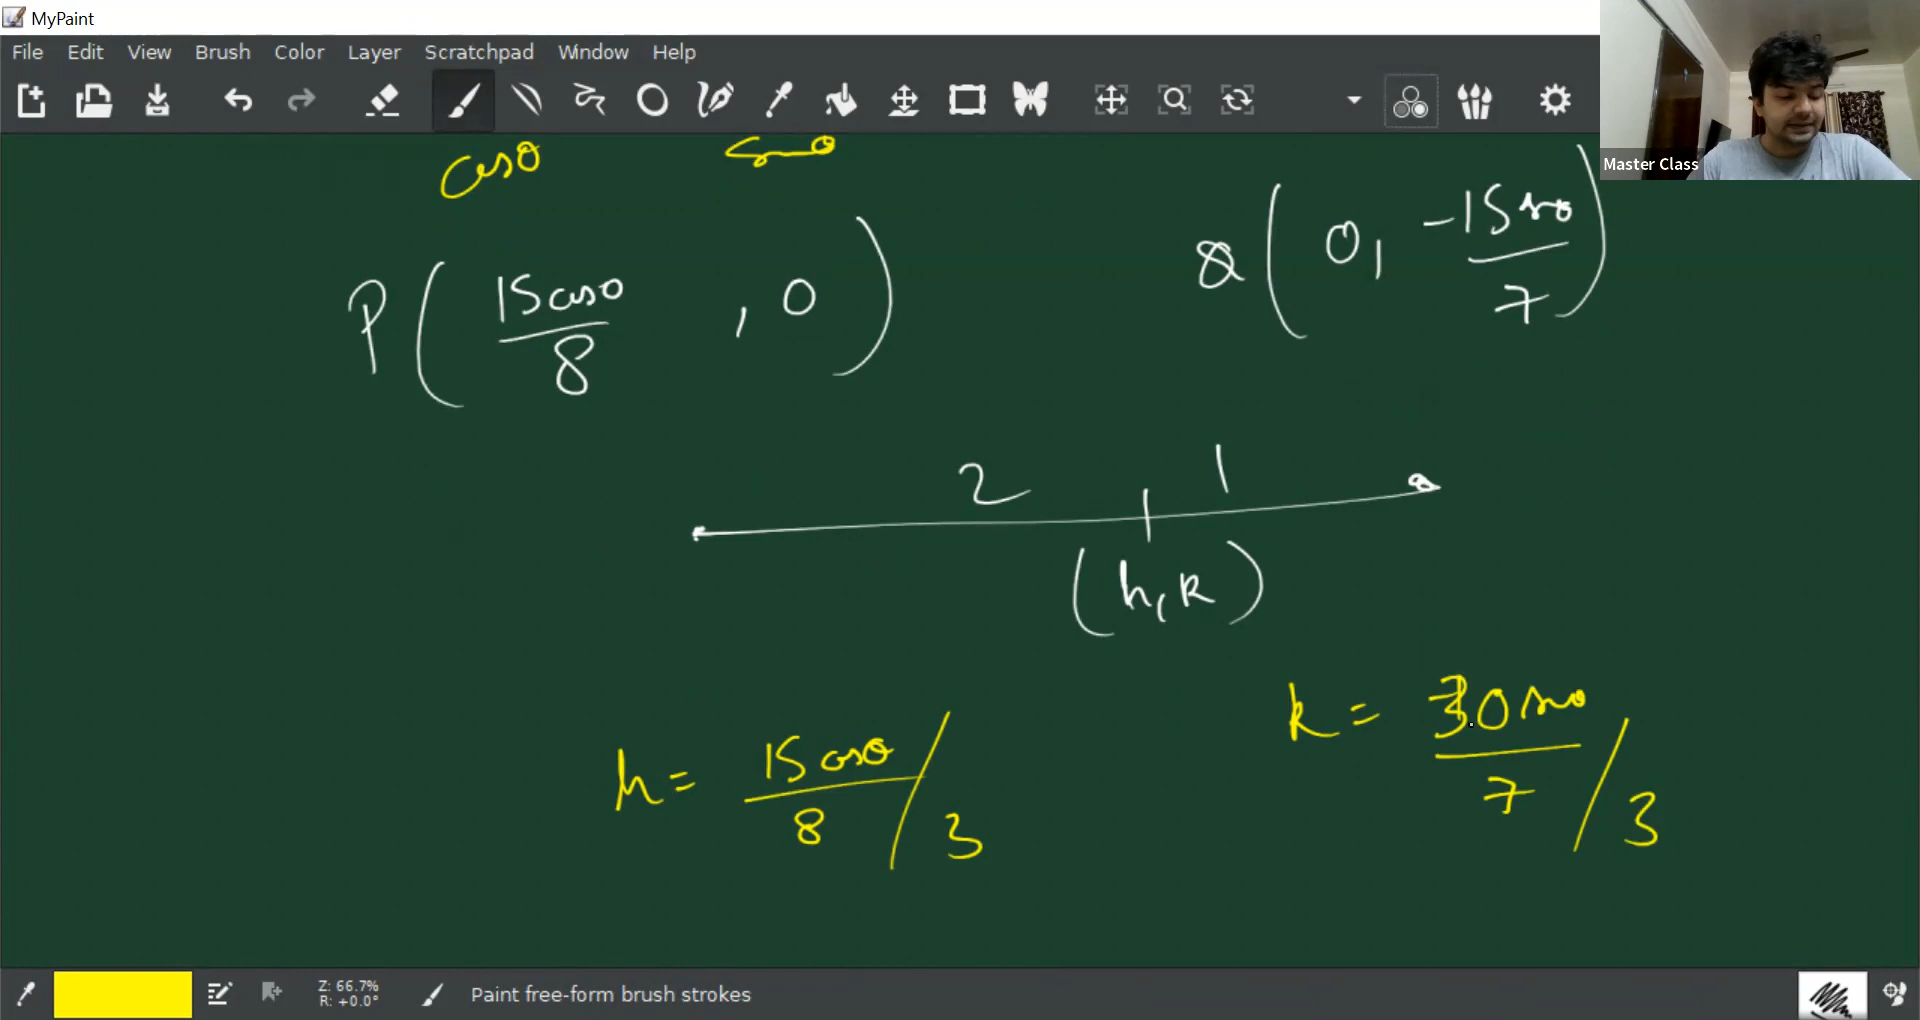 MyPaint
File Edit View Brush Color Layer Scratchpad Window Help
Master Class
cosθ sinθ
P( 15cosθ/8 , 0 ) Q( 0, -15sinθ/7 )
2 1
(h, k)
h = 15cosθ/8 / 3 k = 30sinθ/7 / 3
Z: 66.7%
R: +0.0°
Paint free-form brush strokes